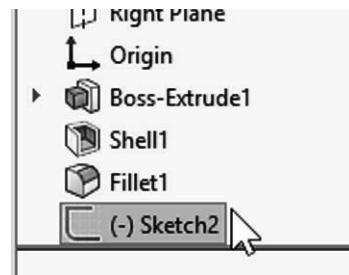 Right Plane
Origin
Boss-Extrude1
Shell1
Fillet1
(-) Sketch2